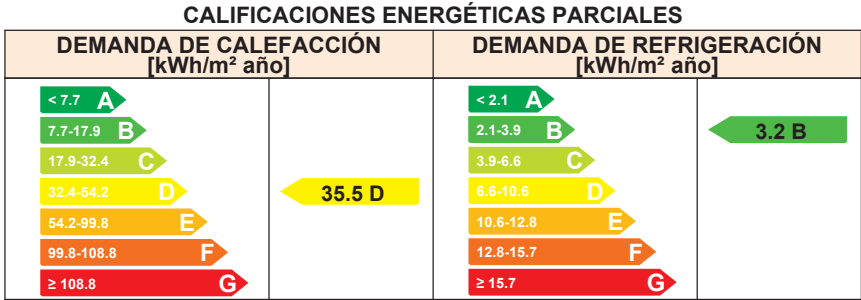 CALIFICACIONES ENERGÉTICAS PARCIALES
DEMANDA DE CALEFACCIÓN
[kWh/m² año]
DEMANDA DE REFRIGERACIÓN
[kWh/m² año]
< 7.7 A
7.7-17.9 B
17.9-32.4 C
32.4-54.2 D
54.2-99.8 E
99.8-108.8 F
≥ 108.8 G
35.5 D
< 2.1 A
2.1-3.9 B
3.9-6.6 C
6.6-10.6 D
10.6-12.8 E
12.8-15.7 F
≥ 15.7 G
3.2 B